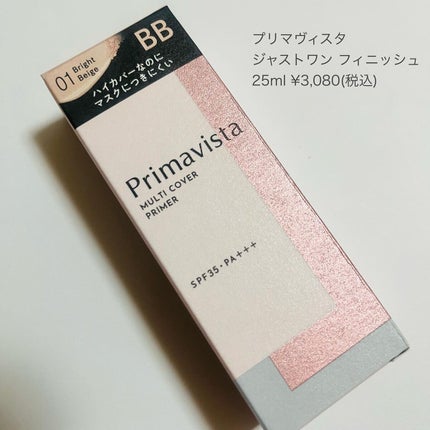 プリマヴィスタ
ジャストワン フィニッシュ
25ml ¥3,080(税込)
01 Bright
Beige
BB
ハイカバーなのに
マスクにつきにくい
Primavista
MULTI COVER
PRIMER
SPF35・PA+++